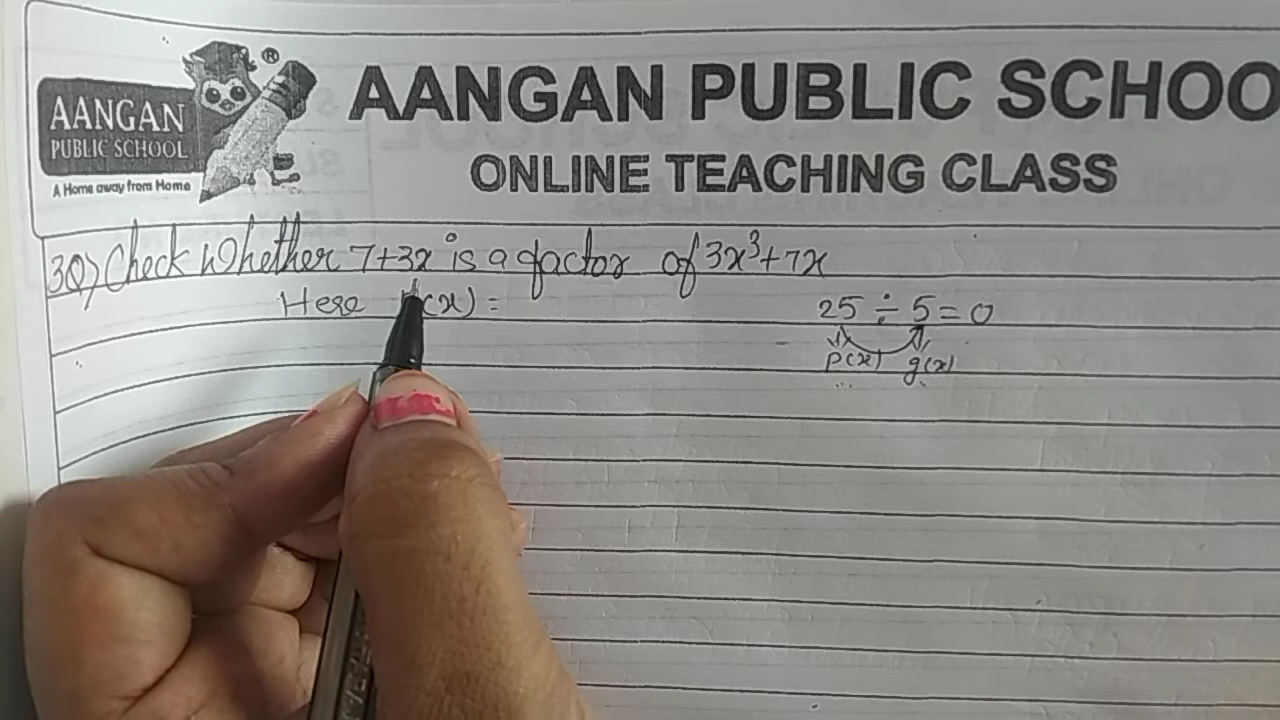 AANGAN
PUBLIC SCHOOL
A Home away from Home
®
AANGAN PUBLIC SCHOO
ONLINE TEACHING CLASS
3Q) Check Whether 7+3x is a factor of 3x³+7x
Here (x) =
25 ÷ 5 = 0
p(x) g(x)